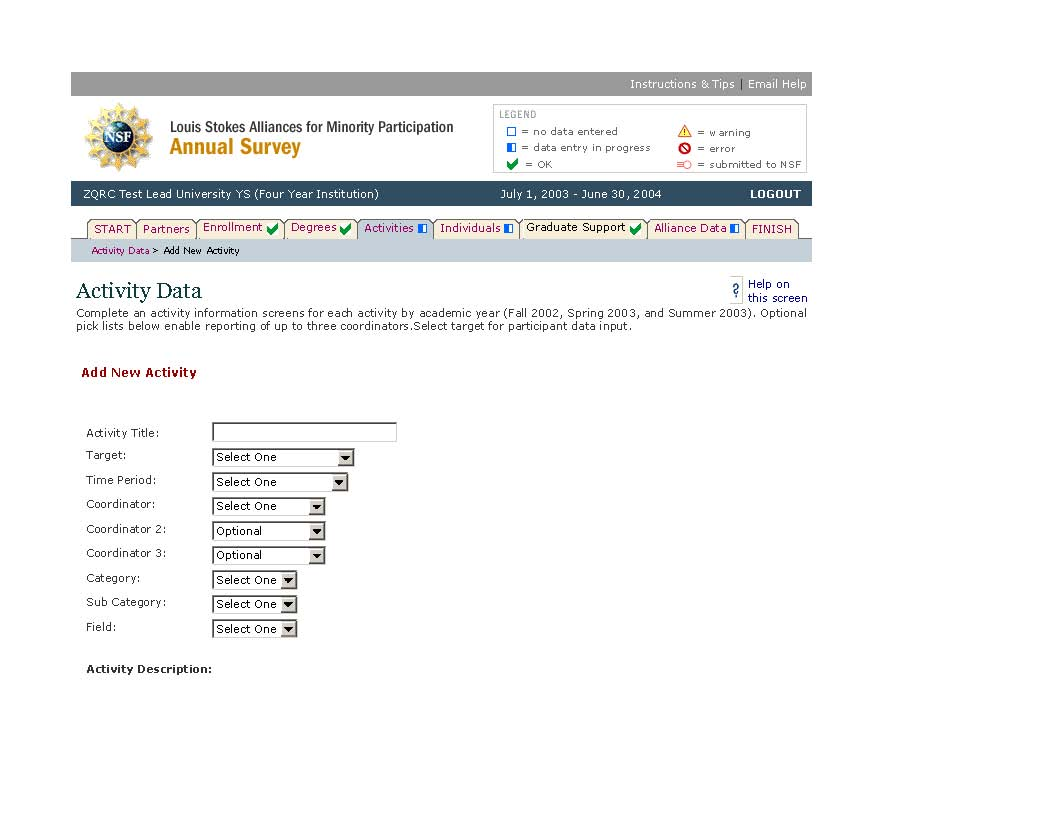 Instructions & Tips | Email Help
NSF
Louis Stokes Alliances for Minority Participation
Annual Survey
LEGEND
= no data entered
= warning
= data entry in progress
= error
= OK
= submitted to NSF
ZQRC Test Lead University YS (Four Year Institution) July 1, 2003 - June 30, 2004 LOGOUT
START Partners Enrollment Degrees Activities Individuals Graduate Support Alliance Data FINISH
Activity Data > Add New Activity
Activity Data
? Help on
this screen
Complete an activity information screens for each activity by academic year (Fall 2002, Spring 2003, and Summer 2003). Optional
pick lists below enable reporting of up to three coordinators.Select target for participant data input.
Add New Activity
Activity Title:
Target: Select One
Time Period: Select One
Coordinator: Select One
Coordinator 2: Optional
Coordinator 3: Optional
Category: Select One
Sub Category: Select One
Field: Select One
Activity Description: